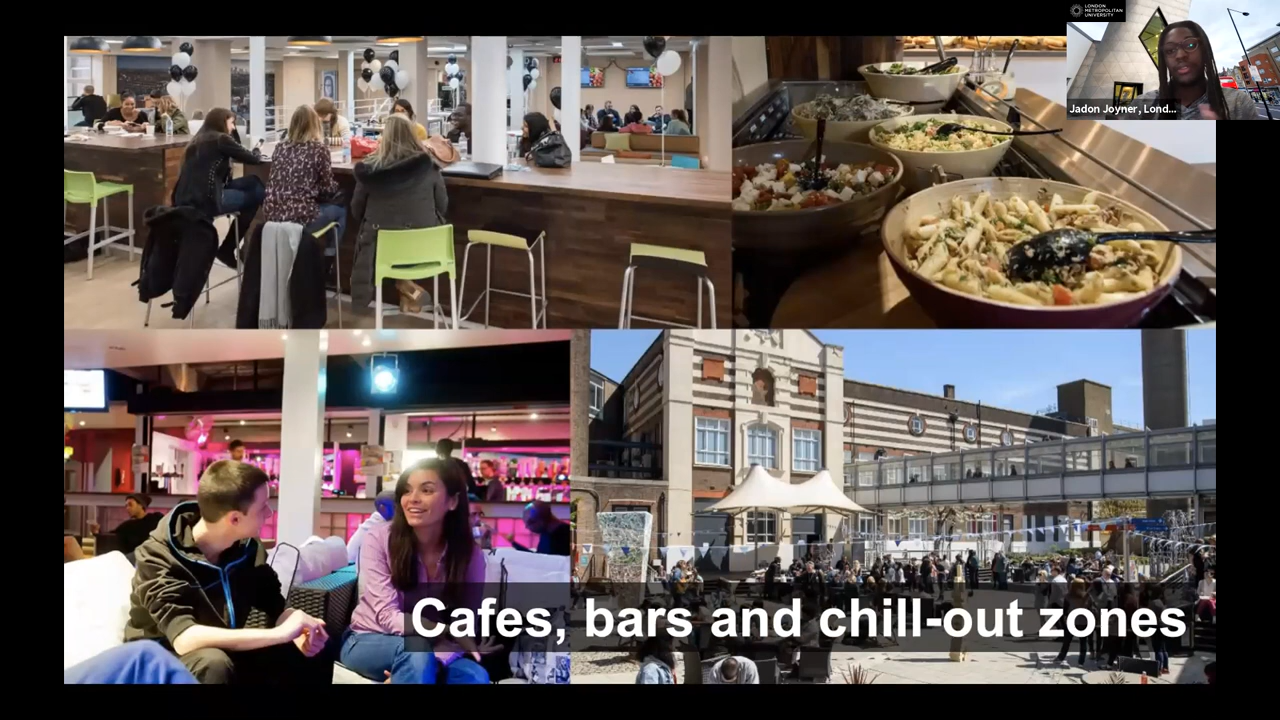 LONDON
METROPOLITAN
UNIVERSITY
Jadon Joyner, Lond...
Cafes, bars and chill-out zones